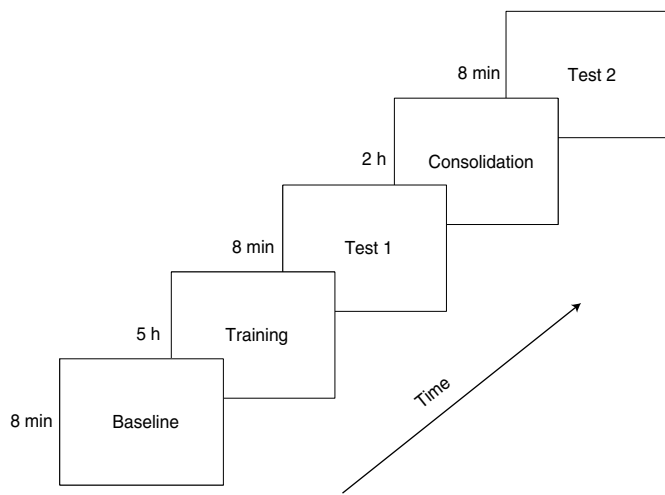 8 min
Test 2
2 h
Consolidation
8 min
Test 1
5 h
Training
8 min
Baseline
Time